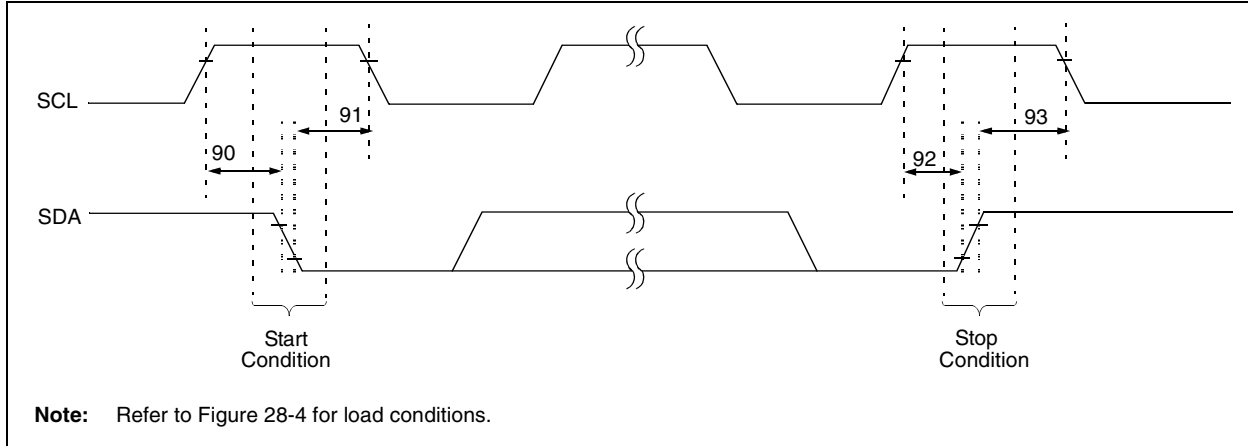 SCL
91
93
90
92
SDA
Start
Condition
Stop
Condition
Note: Refer to Figure 28-4 for load conditions.